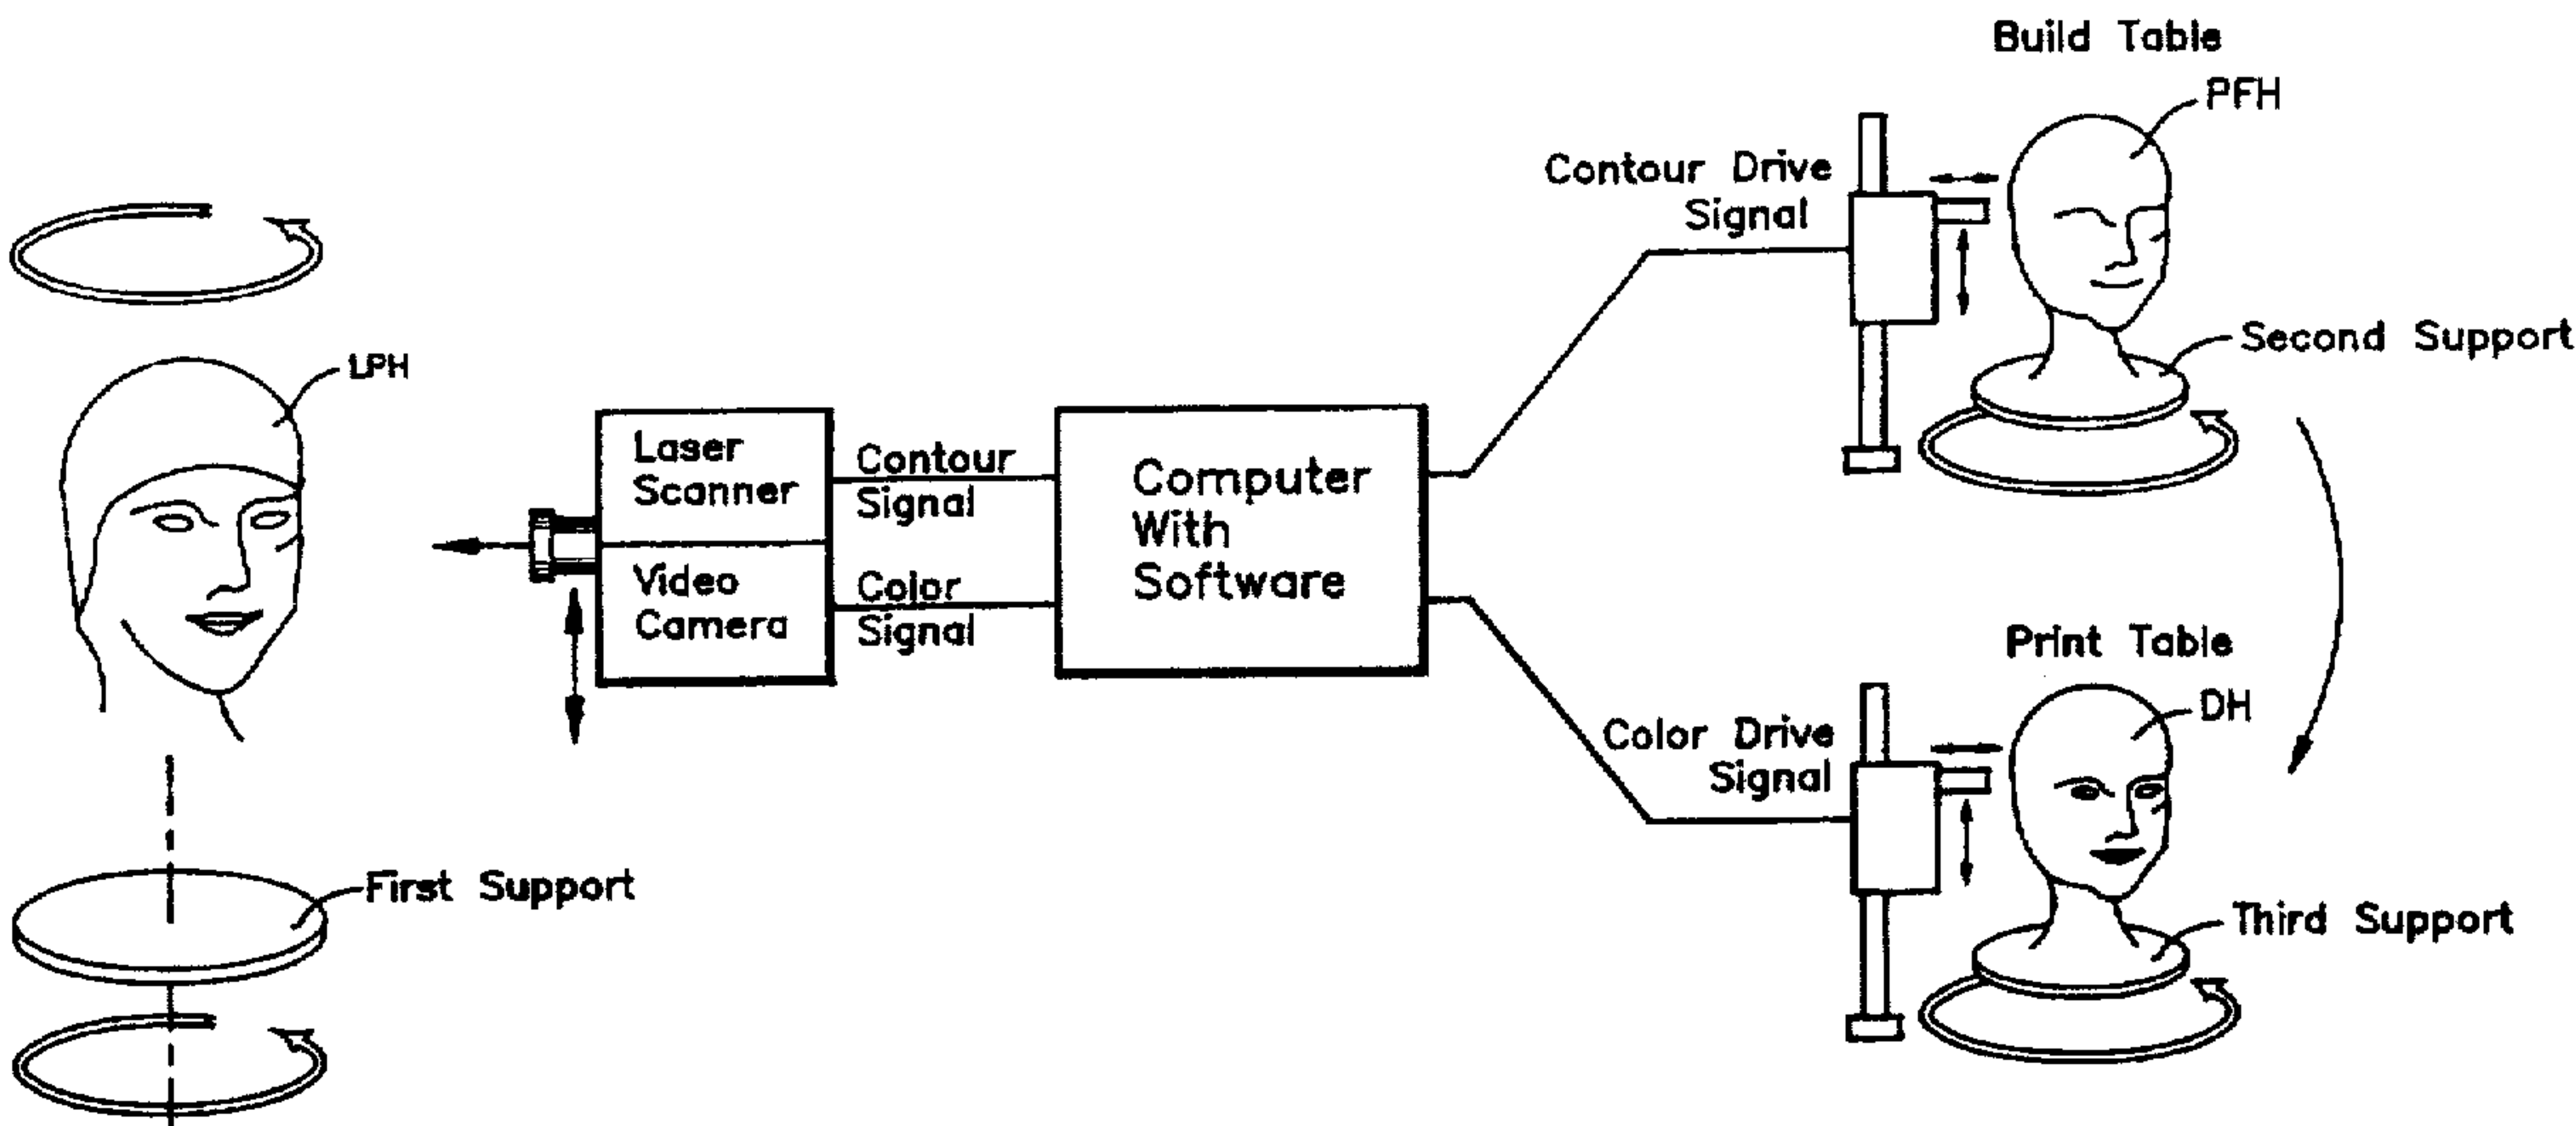 Build Table
PFH
Contour Drive
Signal
Second Support
LPH
Laser
Scanner
Contour
Signal
Computer
With
Software
Video
Camera
Color
Signal
Print Table
DH
Color Drive
Signal
First Support
Third Support